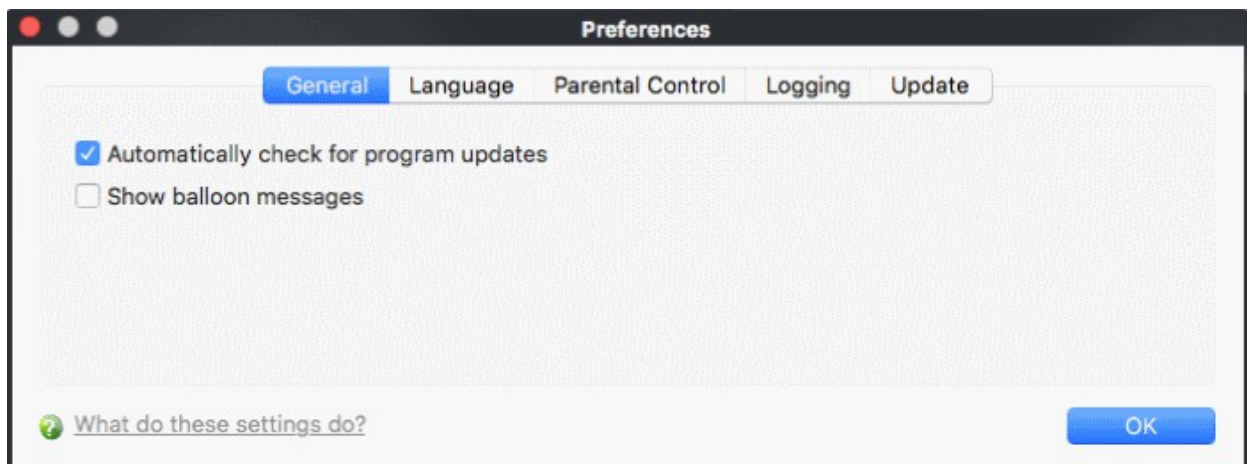 Preferences
General Language Parental Control Logging Update
Automatically check for program updates
Show balloon messages
What do these settings do? OK